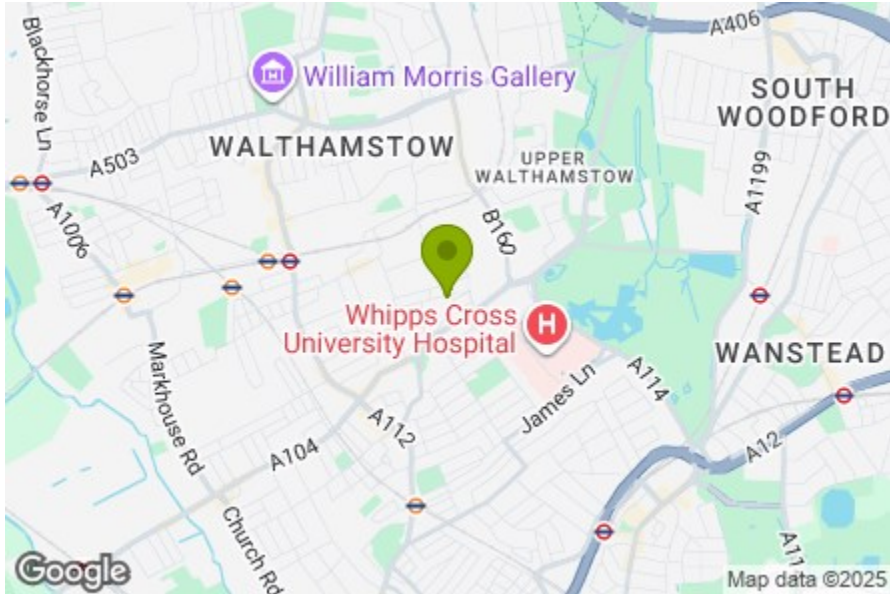 A406
Blackhorse Ln
William Morris Gallery
SOUTH
WOODFORD
WALTHAMSTOW
A503
UPPER
WALTHAMSTOW
A1199
A1006
B160
Whipps Cross
University Hospital
H
WANSTEAD
Markhouse Rd
James Ln
A114
A112
A12
A104
Church Rd
A11
Google
Map data ©2025